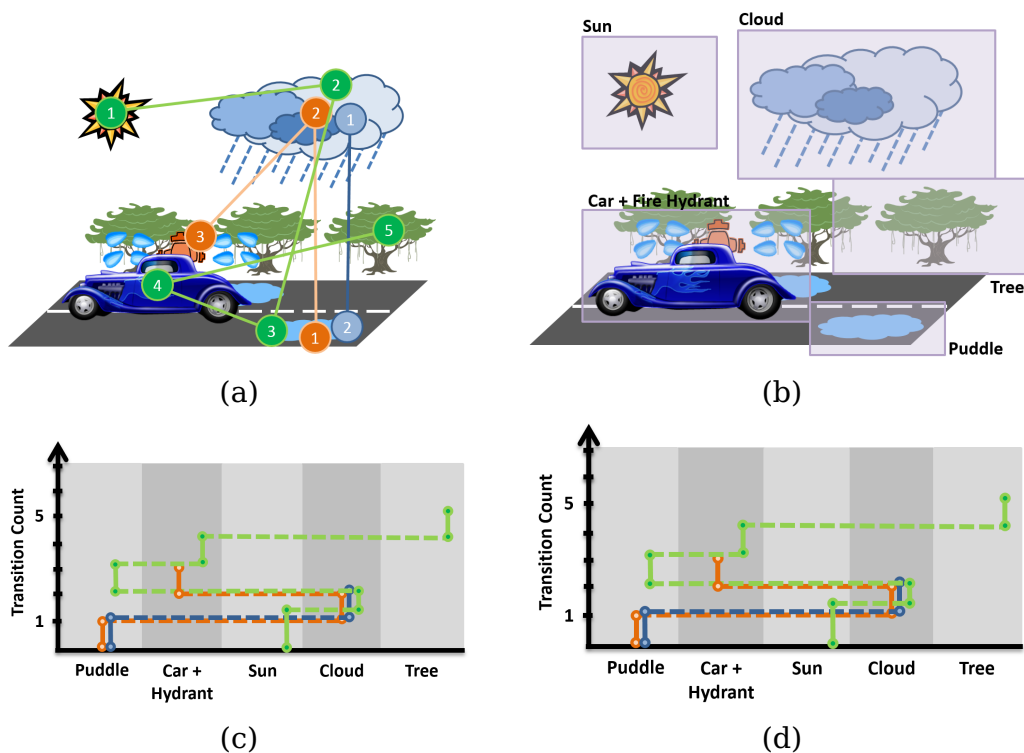 Sun
Cloud
1
2
2
1
3
5
4
3
1
2
Car + Fire Hydrant
Tree
Puddle
(a)
(b)
Transition Count
5
1
Puddle
Car +
Hydrant
Sun
Cloud
Tree
(c)
Transition Count
5
1
Puddle
Car +
Hydrant
Sun
Cloud
Tree
(d)